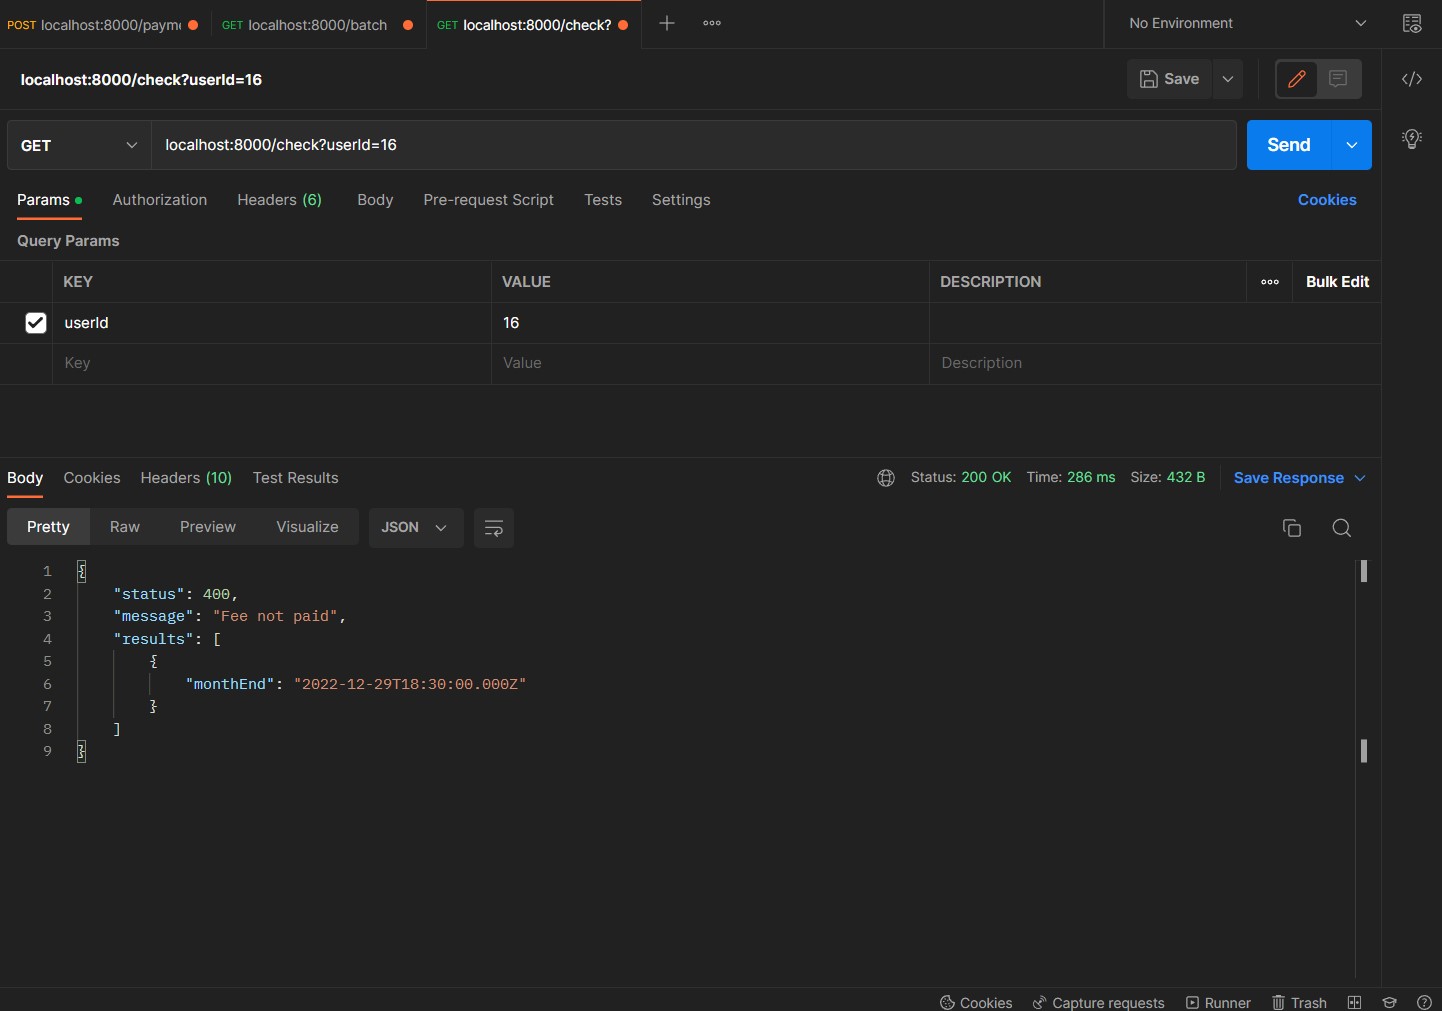 POST localhost:8000/payme GET localhost:8000/batch GET localhost:8000/check? No Environment
localhost:8000/check?userId=16 Save
GET localhost:8000/check?userId=16 Send
Params Authorization Headers (6) Body Pre-request Script Tests Settings Cookies
Query Params
KEY VALUE DESCRIPTION Bulk Edit
userId 16
Key Value Description
Body Cookies Headers (10) Test Results Status: 200 OK Time: 286 ms Size: 432 B Save Response
Pretty Raw Preview Visualize JSON
1 {
2 "status": 400,
3 "message": "Fee not paid",
4 "results": [
5 {
6 "monthEnd": "2022-12-29T18:30:00.000Z"
7 }
8 ]
9 }
Cookies Capture requests Runner Trash